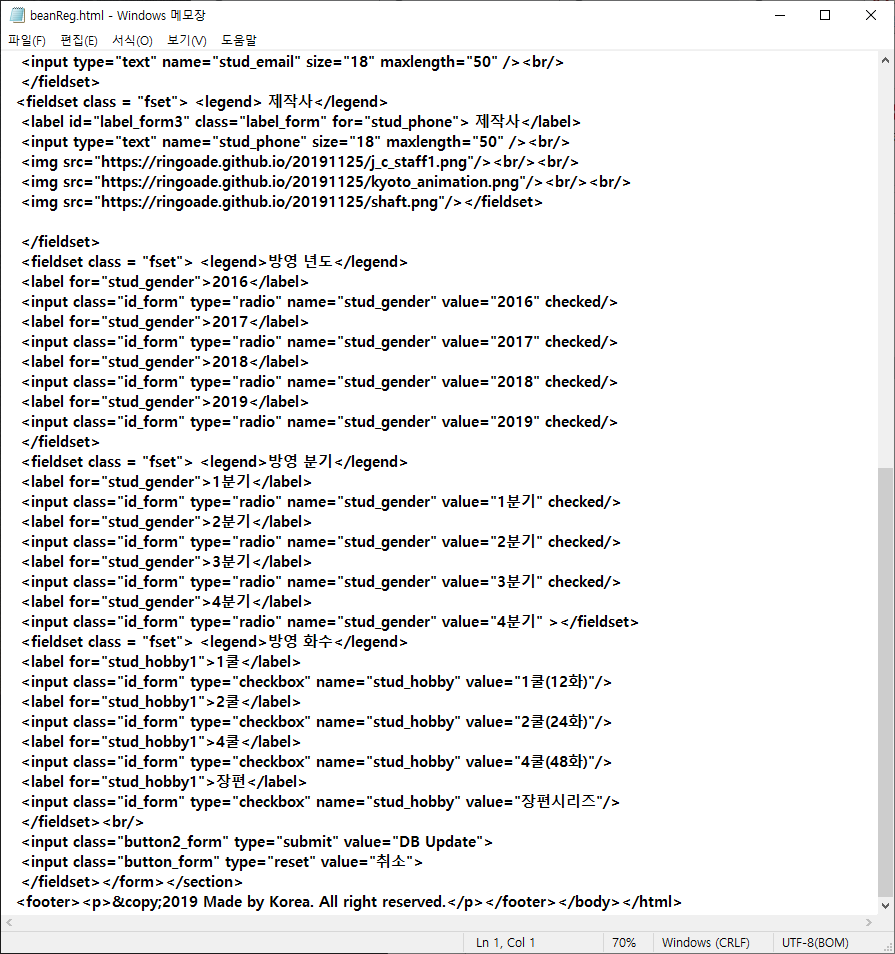 beanReg.html - Windows 메모장
파일(F) 편집(E) 서식(O) 보기(V) 도움말
<input type="text" name="stud_email" size="18" maxlength="50" /><br/>
</fieldset>
<fieldset class = "fset"> <legend> 제작사</legend>
<label id="label_form3" class="label_form" for="stud_phone"> 제작사</label>
<input type="text" name="stud_phone" size="18" maxlength="50" /><br/>
<img src="https://ringoade.github.io/20191125/j_c_staff1.png"/><br/><br/>
<img src="https://ringoade.github.io/20191125/kyoto_animation.png"/><br/><br/>
<img src="https://ringoade.github.io/20191125/shaft.png"/></fieldset>
</fieldset>
<fieldset class = "fset"> <legend>방영 년도</legend>
<label for="stud_gender">2016</label>
<input class="id_form" type="radio" name="stud_gender" value="2016" checked/>
<label for="stud_gender">2017</label>
<input class="id_form" type="radio" name="stud_gender" value="2017" checked/>
<label for="stud_gender">2018</label>
<input class="id_form" type="radio" name="stud_gender" value="2018" checked/>
<label for="stud_gender">2019</label>
<input class="id_form" type="radio" name="stud_gender" value="2019" checked/>
</fieldset>
<fieldset class = "fset"> <legend>방영 분기</legend>
<label for="stud_gender">1분기</label>
<input class="id_form" type="radio" name="stud_gender" value="1분기" checked/>
<label for="stud_gender">2분기</label>
<input class="id_form" type="radio" name="stud_gender" value="2분기" checked/>
<label for="stud_gender">3분기</label>
<input class="id_form" type="radio" name="stud_gender" value="3분기" checked/>
<label for="stud_gender">4분기</label>
<input class="id_form" type="radio" name="stud_gender" value="4분기" ></fieldset>
<fieldset class = "fset"> <legend>방영 화수</legend>
<label for="stud_hobby1">1쿨</label>
<input class="id_form" type="checkbox" name="stud_hobby" value="1쿨(12화)"/>
<label for="stud_hobby1">2쿨</label>
<input class="id_form" type="checkbox" name="stud_hobby" value="2쿨(24화)"/>
<label for="stud_hobby1">4쿨</label>
<input class="id_form" type="checkbox" name="stud_hobby" value="4쿨(48화)"/>
<label for="stud_hobby1">장편</label>
<input class="id_form" type="checkbox" name="stud_hobby" value="장편시리즈"/>
</fieldset><br/>
<input class="button2_form" type="submit" value="DB Update">
<input class="button_form" type="reset" value="취소">
</fieldset></form></section>
<footer><p>&copy;2019 Made by Korea. All right reserved.</p></footer></body></html>
Ln 1, Col 1 70% Windows (CRLF) UTF-8(BOM)